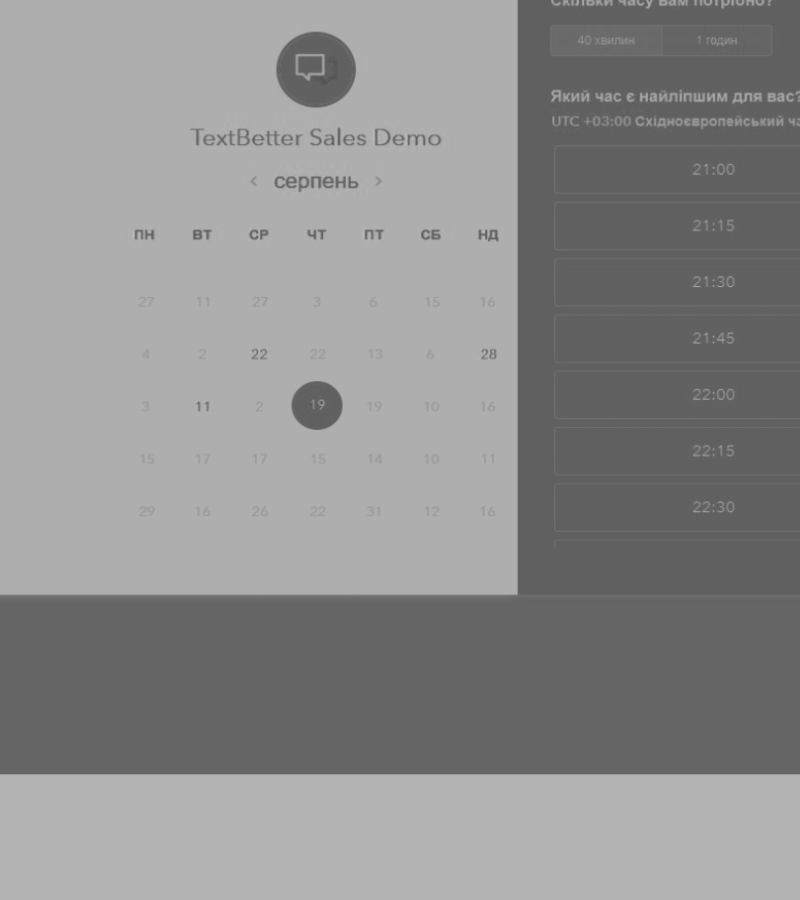 TextBetter Sales Demo
< серпень >
ПН ВТ СР ЧТ ПТ СБ НД
27 11 27 3 6 15 16
4 2 22 22 13 6 28
3 11 2 19 19 10 16
15 17 17 15 14 10 11
29 16 26 22 31 12 16
Скільки часу вам потрібно?
40 хвилин 1 годин
Який час є найліпшим для вас?
UTC +03:00 Східноєвропейський
21:00
21:15
21:30
21:45
22:00
22:15
22:30